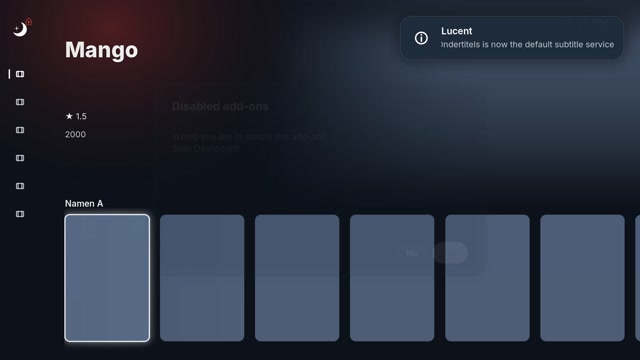 Mango
Lucent
Ondertitels is now the default subtitle service
Disabled add-ons
Would you like to enable this add-on?
★ 1.5
2000
No
Namen A